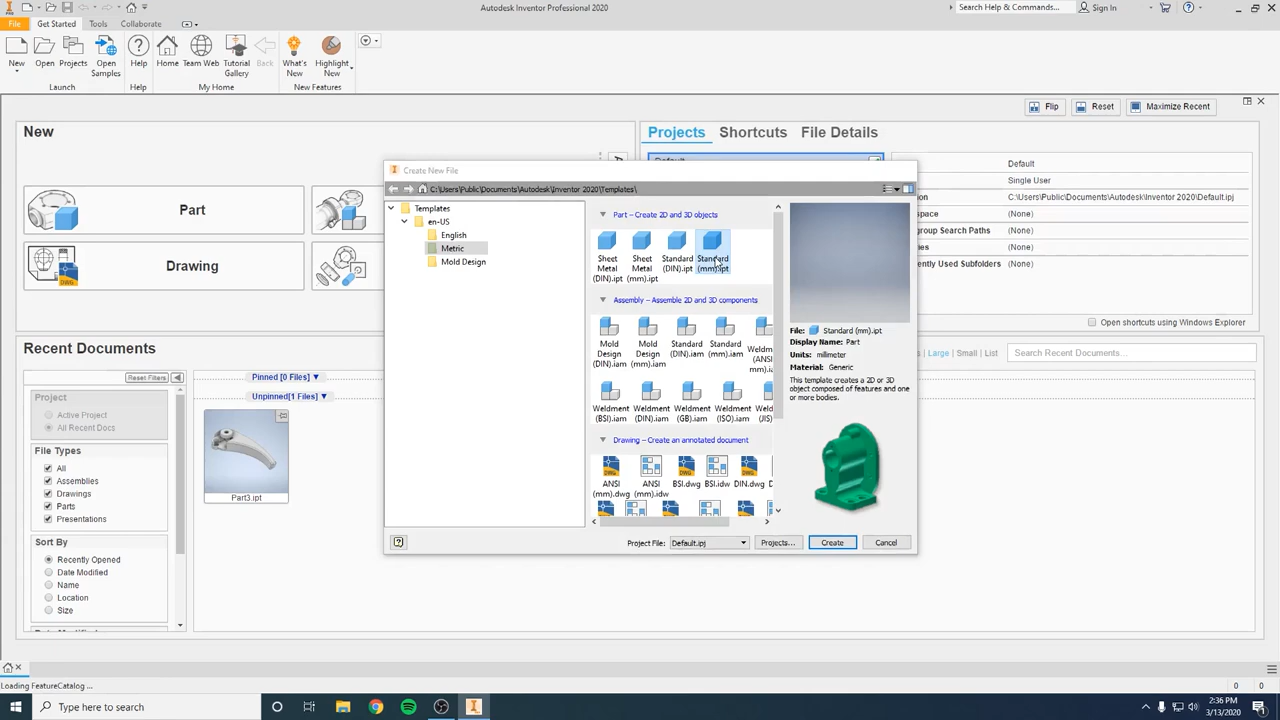 Autodesk Inventor Professional 2020
Search Help & Commands...
Sign In
File
Get Started
Tools
Collaborate
New
Open
Projects
Open Samples
Help
Home
Team Web
Tutorial Gallery
Back
What's New
Highlight New
Launch
Help
My Home
New Features
Flip
Reset
Maximize Recent
New
Projects
Shortcuts
File Details
Part
Drawing
Default
Single User
C:\Users\Public\Documents\Autodesk\Inventor 2020\Default.ipj
(None)
(None)
(None)
(None)
Open shortcuts using Windows Explorer
Create New File
C:\Users\Public\Documents\Autodesk\Inventor 2020\Templates\
Templates
en-US
English
Metric
Mold Design
Part – Create 2D and 3D objects
Sheet Metal (DIN).ipt
Sheet Metal (mm).ipt
Standard (DIN).ipt
Standard (mm).ipt
Assembly – Assemble 2D and 3D components
Mold Design (DIN).iam
Mold Design (mm).iam
Standard (DIN).iam
Standard (mm).iam
Weldment (BSI).iam
Weldment (DIN).iam
Weldment (GB).iam
Weldment (ISO).iam
Drawing – Create an annotated document
ANSI (mm).dwg
ANSI (mm).idw
BSI.dwg
BSI.idw
DIN.dwg
File: Standard (mm).ipt
Display Name: Part
Units: millimeter
Material: Generic
This template creates a 2D or 3D
object composed of features and one
or more bodies.
Project File:
Default.ipj
Projects...
Create
Cancel
Recent Documents
Large | Small | List
Search Recent Documents...
Reset Filters
Pinned [0 Files]
Unpinned[1 Files]
Project
Active Project
All Recent Docs
File Types
All
Assemblies
Drawings
Parts
Presentations
Sort By
Recently Opened
Date Modified
Name
Location
Size
Part3.ipt
Loading FeatureCatalog ...
0 0
Type here to search
2:36 PM
3/13/2020